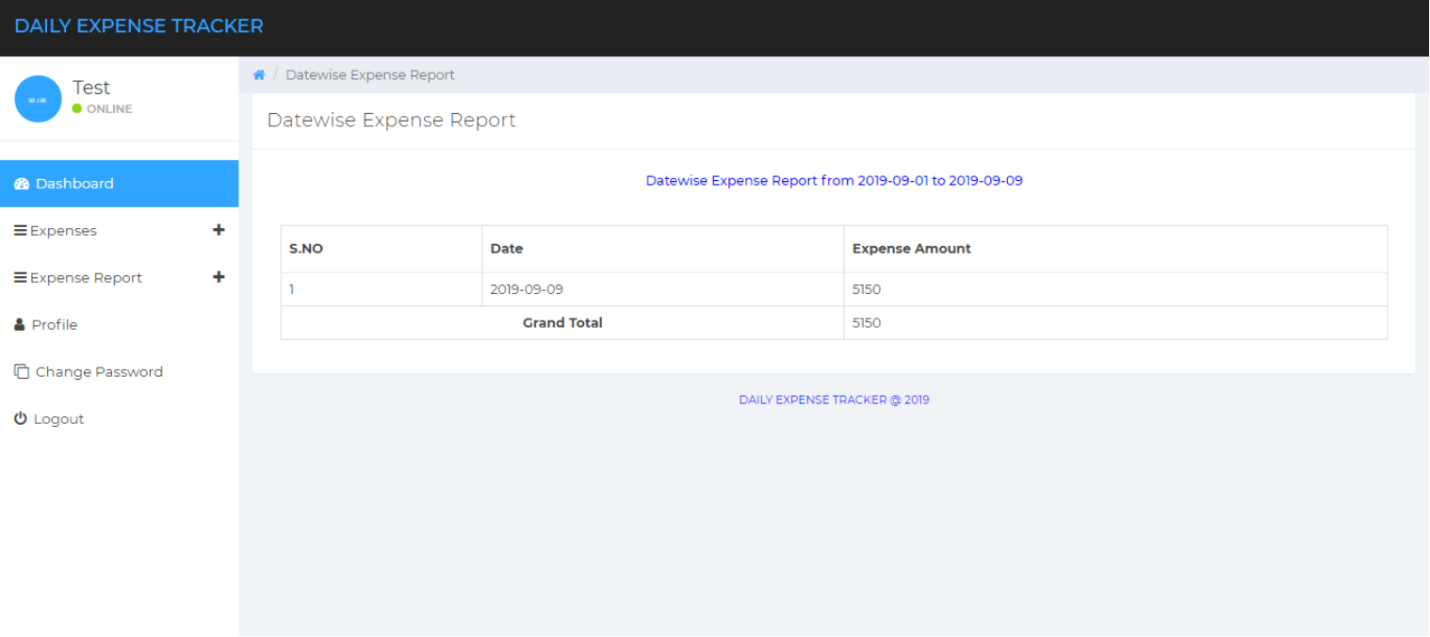 DAILY EXPENSE TRACKER
Test
ONLINE
Dashboard
Expenses
Expense Report
Profile
Change Password
Logout
/ Datewise Expense Report
Datewise Expense Report
Datewise Expense Report from 2019-09-01 to 2019-09-09
S.NO Date Expense Amount
1 2019-09-09 5150
Grand Total 5150
DAILY EXPENSE TRACKER @ 2019